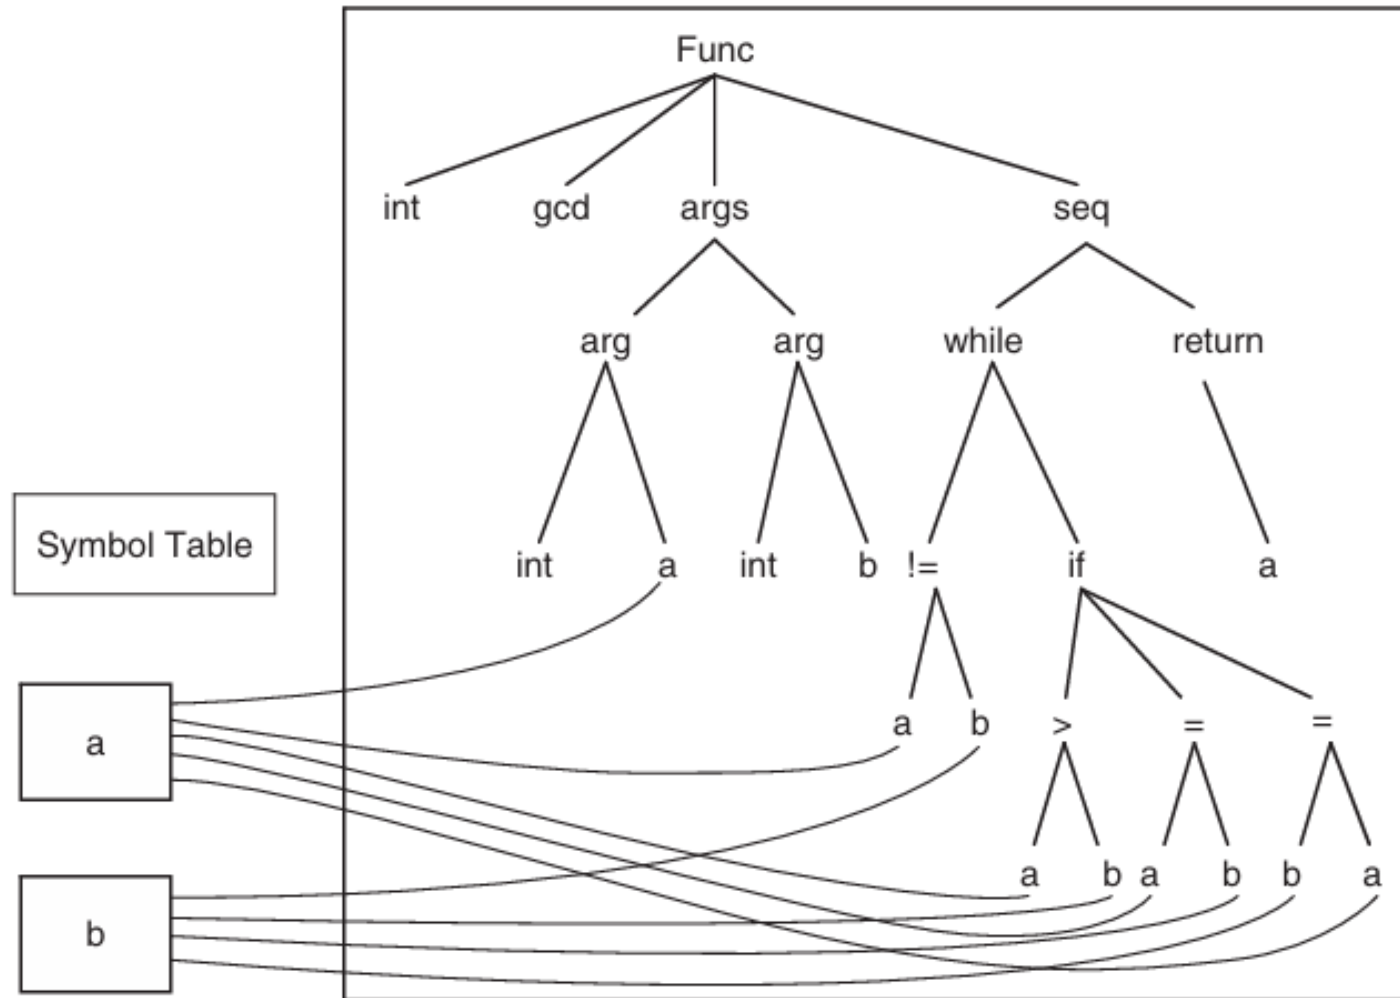 Func
int gcd args seq
arg arg while return
Symbol Table
int a int b != if a
a
a b > = =
b
a b a b b a